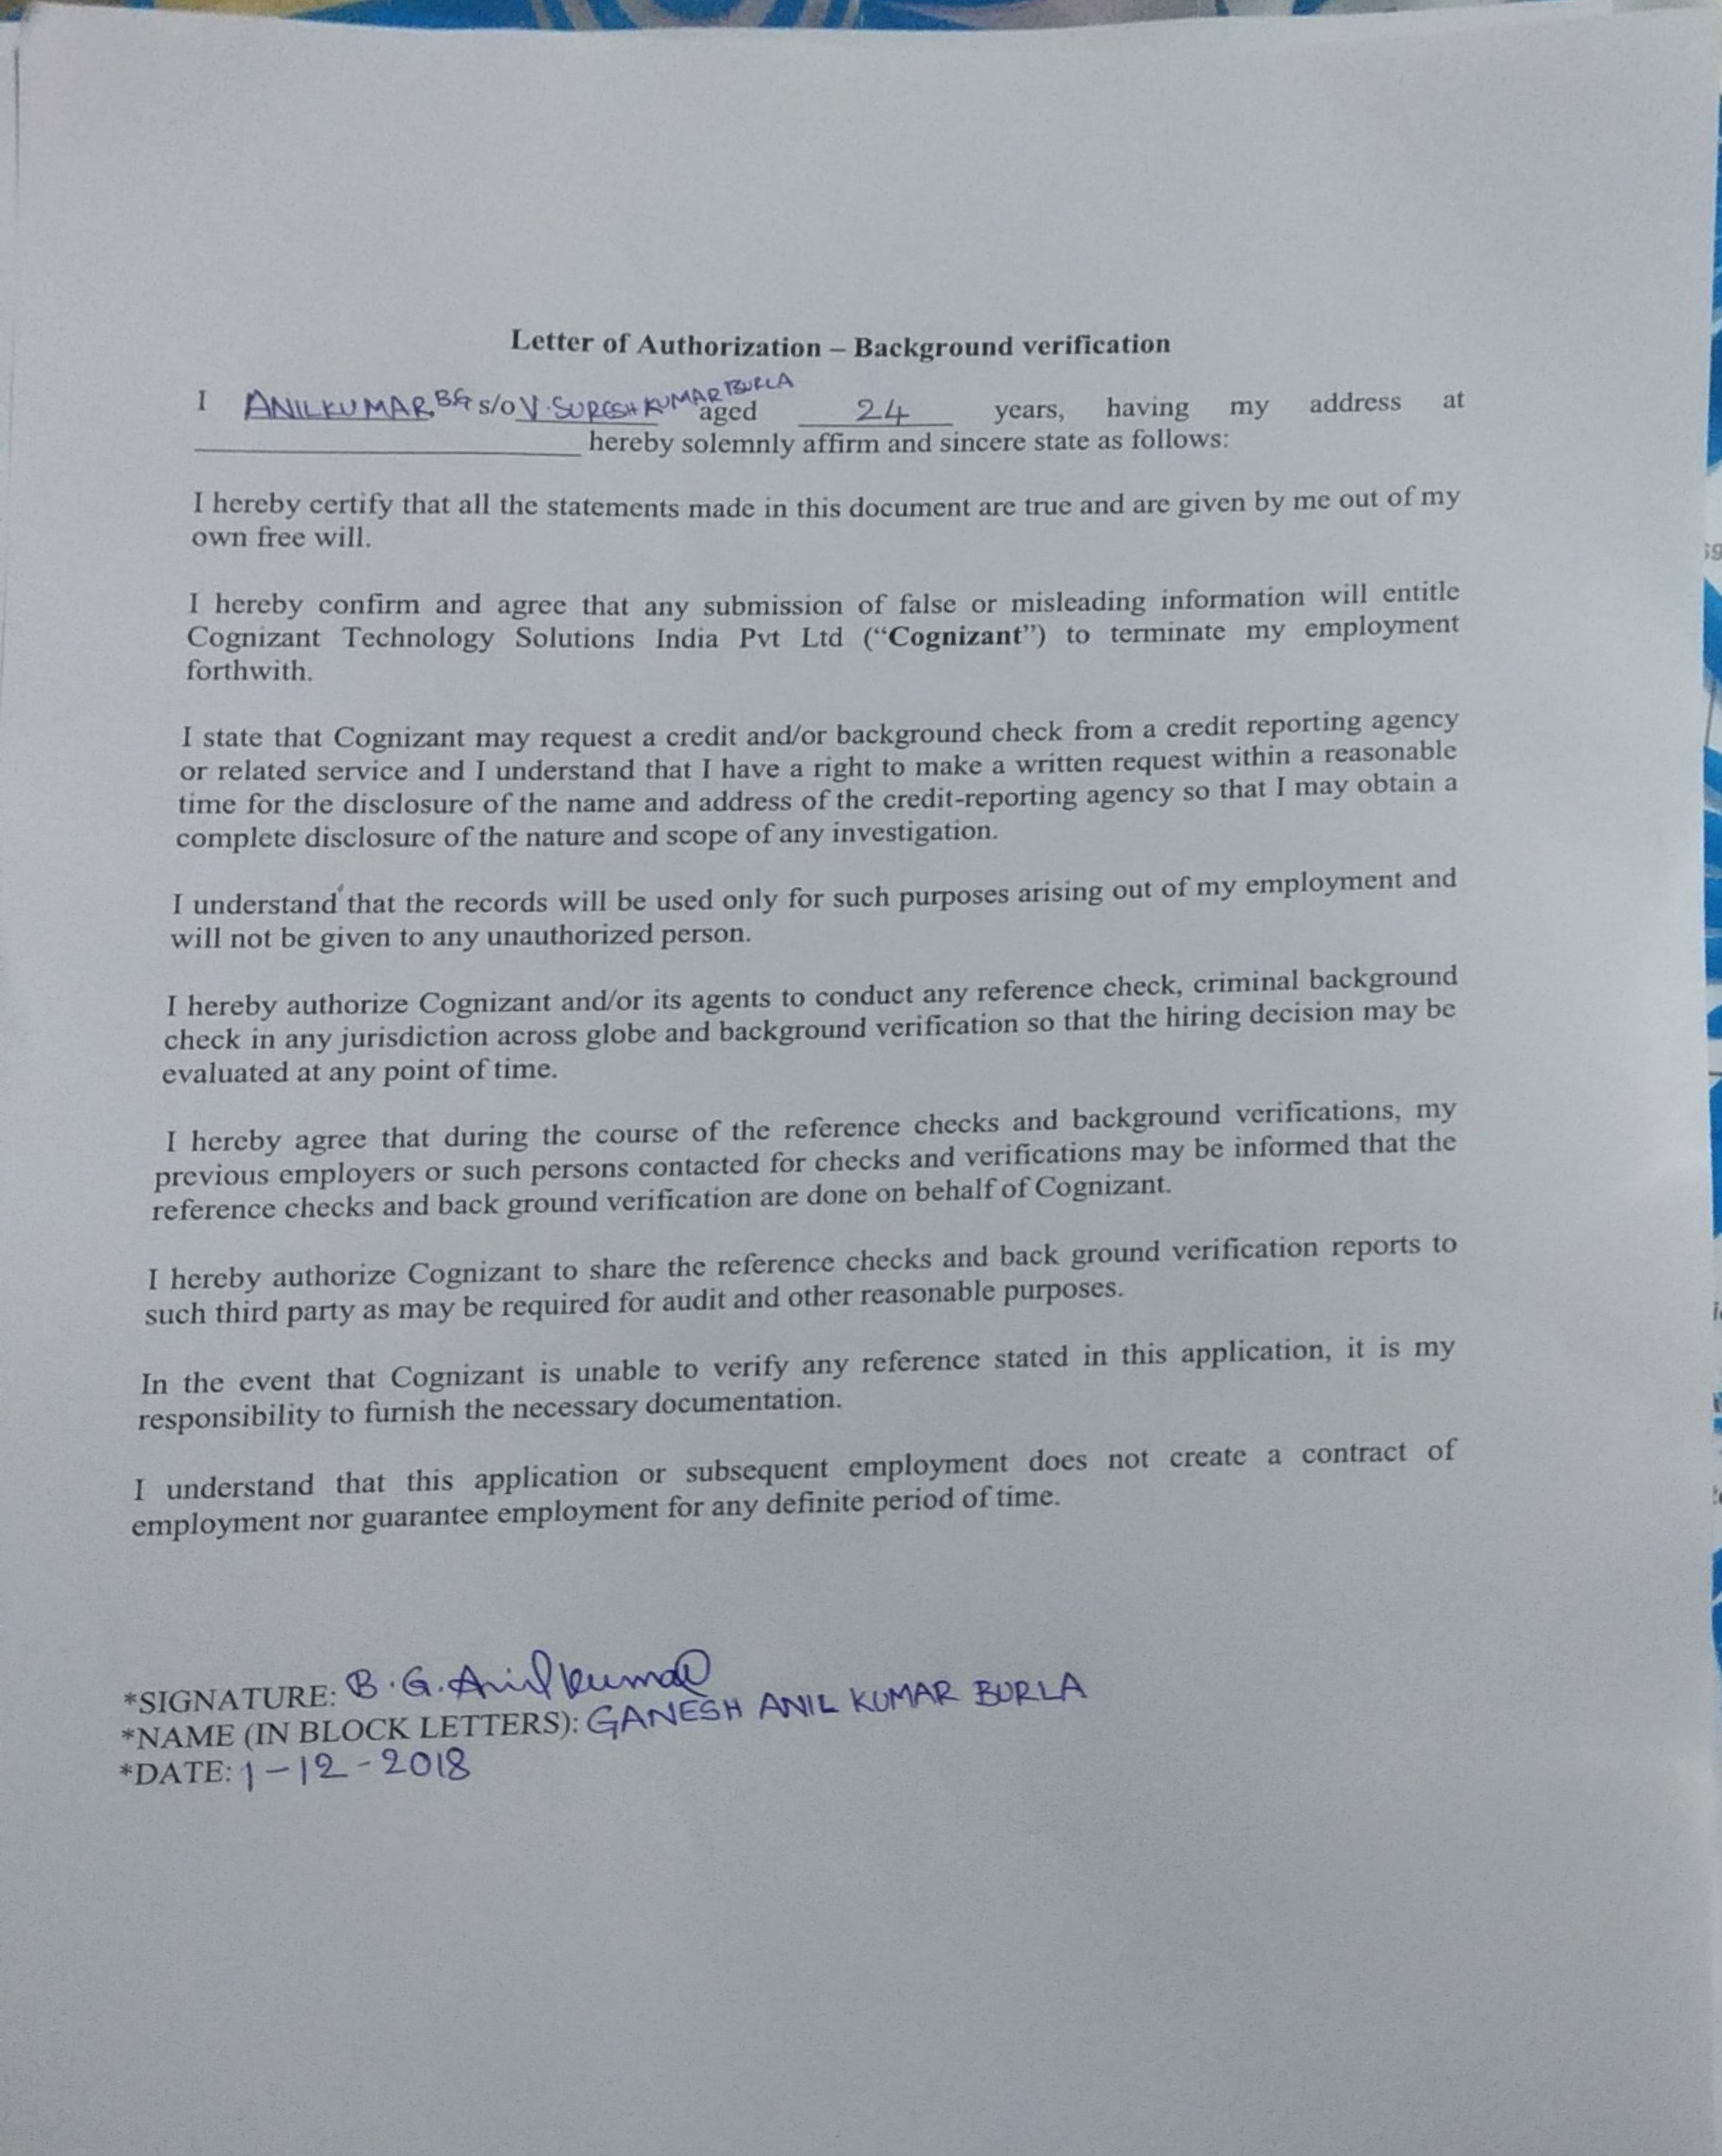 Letter of Authorization – Background verification
I ANILKUMAR.BG s/o V.SURESH KUMAR BURLA aged 24 years, having my address at
____________________ hereby solemnly affirm and sincere state as follows:
I hereby certify that all the statements made in this document are true and are given by me out of my
own free will.
I hereby confirm and agree that any submission of false or misleading information will entitle
Cognizant Technology Solutions India Pvt Ltd (“Cognizant”) to terminate my employment
forthwith.
I state that Cognizant may request a credit and/or background check from a credit reporting agency
or related service and I understand that I have a right to make a written request within a reasonable
time for the disclosure of the name and address of the credit-reporting agency so that I may obtain a
complete disclosure of the nature and scope of any investigation.
I understand that the records will be used only for such purposes arising out of my employment and
will not be given to any unauthorized person.
I hereby authorize Cognizant and/or its agents to conduct any reference check, criminal background
check in any jurisdiction across globe and background verification so that the hiring decision may be
evaluated at any point of time.
I hereby agree that during the course of the reference checks and background verifications, my
previous employers or such persons contacted for checks and verifications may be informed that the
reference checks and back ground verification are done on behalf of Cognizant.
I hereby authorize Cognizant to share the reference checks and back ground verification reports to
such third party as may be required for audit and other reasonable purposes.
In the event that Cognizant is unable to verify any reference stated in this application, it is my
responsibility to furnish the necessary documentation.
I understand that this application or subsequent employment does not create a contract of
employment nor guarantee employment for any definite period of time.
*SIGNATURE: B.G.Anilkumar
*NAME (IN BLOCK LETTERS): GANESH ANIL KUMAR BURLA
*DATE: 1-12-2018